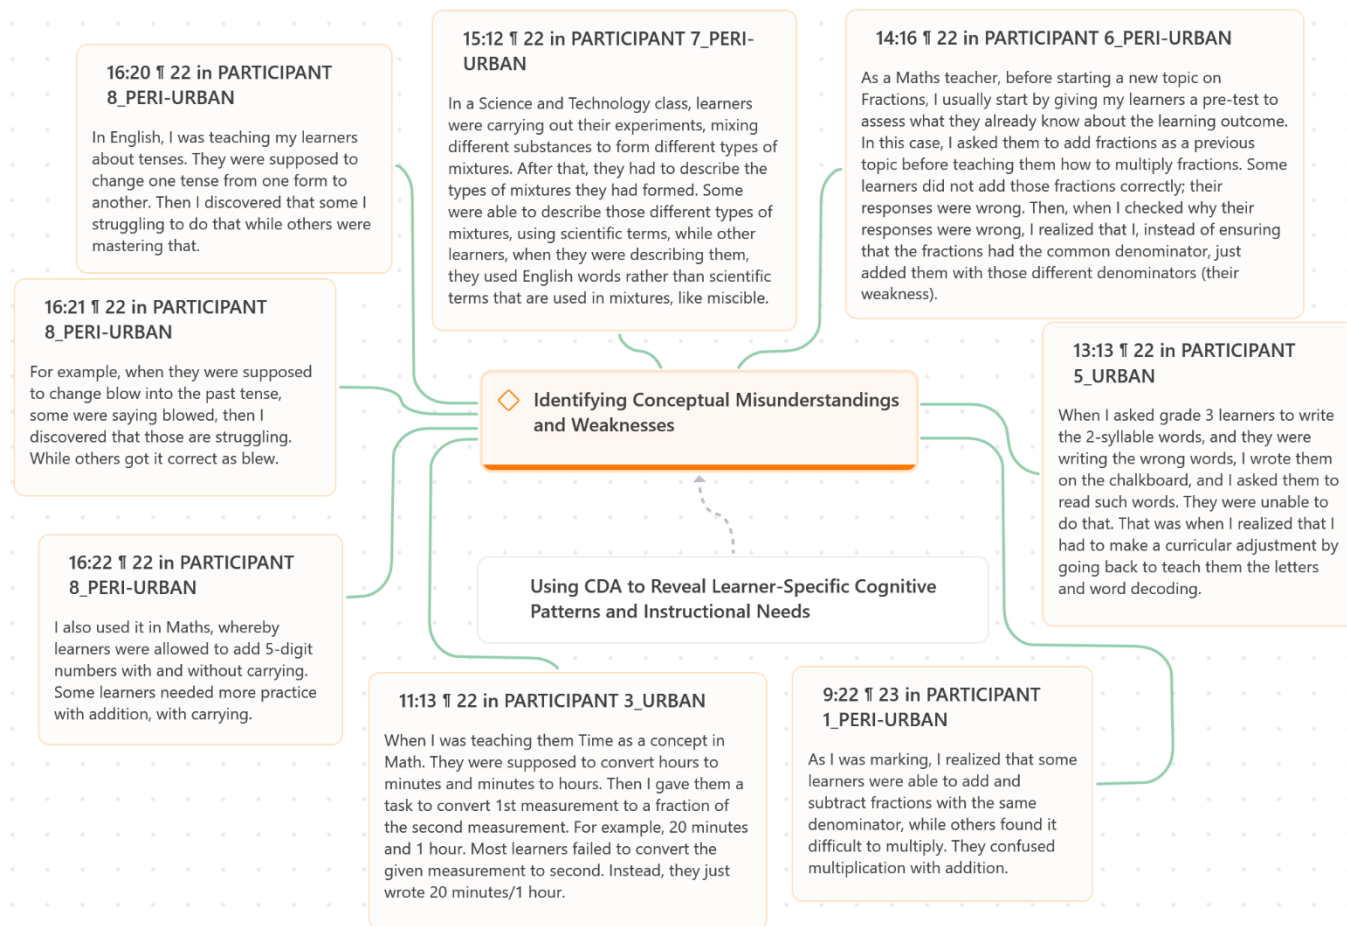 16:20 ¶ 22 in PARTICIPANT
8_PERI-URBAN
In English, I was teaching my learners
about tenses. They were supposed to
change one tense from one form to
another. Then I discovered that some I
struggling to do that while others were
mastering that.
15:12 ¶ 22 in PARTICIPANT 7_PERI-
URBAN
In a Science and Technology class, learners
were carrying out their experiments, mixing
different substances to form different types of
mixtures. After that, they had to describe the
types of mixtures they had formed. Some
were able to describe those different types of
mixtures, using scientific terms, while other
learners, when they were describing them,
they used English words rather than scientific
terms that are used in mixtures, like miscible.
14:16 ¶ 22 in PARTICIPANT 6_PERI-URBAN
As a Maths teacher, before starting a new topic on
Fractions, I usually start by giving my learners a pre-test to
assess what they already know about the learning outcome.
In this case, I asked them to add fractions as a previous
topic before teaching them how to multiply fractions. Some
learners did not add those fractions correctly; their
responses were wrong. Then, when I checked why their
responses were wrong, I realized that I, instead of ensuring
that the fractions had the common denominator, just
added them with those different denominators (their
weakness).
16:21 ¶ 22 in PARTICIPANT
8_PERI-URBAN
For example, when they were supposed
to change blow into the past tense,
some were saying blowed, then I
discovered that those are struggling.
While others got it correct as blew.
Identifying Conceptual Misunderstandings
and Weaknesses
13:13 ¶ 22 in PARTICIPANT
5_URBAN
When I asked grade 3 learners to write
the 2-syllable words, and they were
writing the wrong words, I wrote them
on the chalkboard, and I asked them to
read such words. They were unable to
do that. That was when I realized that I
had to make a curricular adjustment by
going back to teach them the letters
and word decoding.
16:22 ¶ 22 in PARTICIPANT
8_PERI-URBAN
I also used it in Maths, whereby
learners were allowed to add 5-digit
numbers with and without carrying.
Some learners needed more practice
with addition, with carrying.
Using CDA to Reveal Learner-Specific Cognitive
Patterns and Instructional Needs
11:13 ¶ 22 in PARTICIPANT 3_URBAN
When I was teaching them Time as a concept in
Math. They were supposed to convert hours to
minutes and minutes to hours. Then I gave them a
task to convert 1st measurement to a fraction of
the second measurement. For example, 20 minutes
and 1 hour. Most learners failed to convert the
given measurement to second. Instead, they just
wrote 20 minutes/1 hour.
9:22 ¶ 23 in PARTICIPANT
1_PERI-URBAN
As I was marking, I realized that some
learners were able to add and
subtract fractions with the same
denominator, while others found it
difficult to multiply. They confused
multiplication with addition.